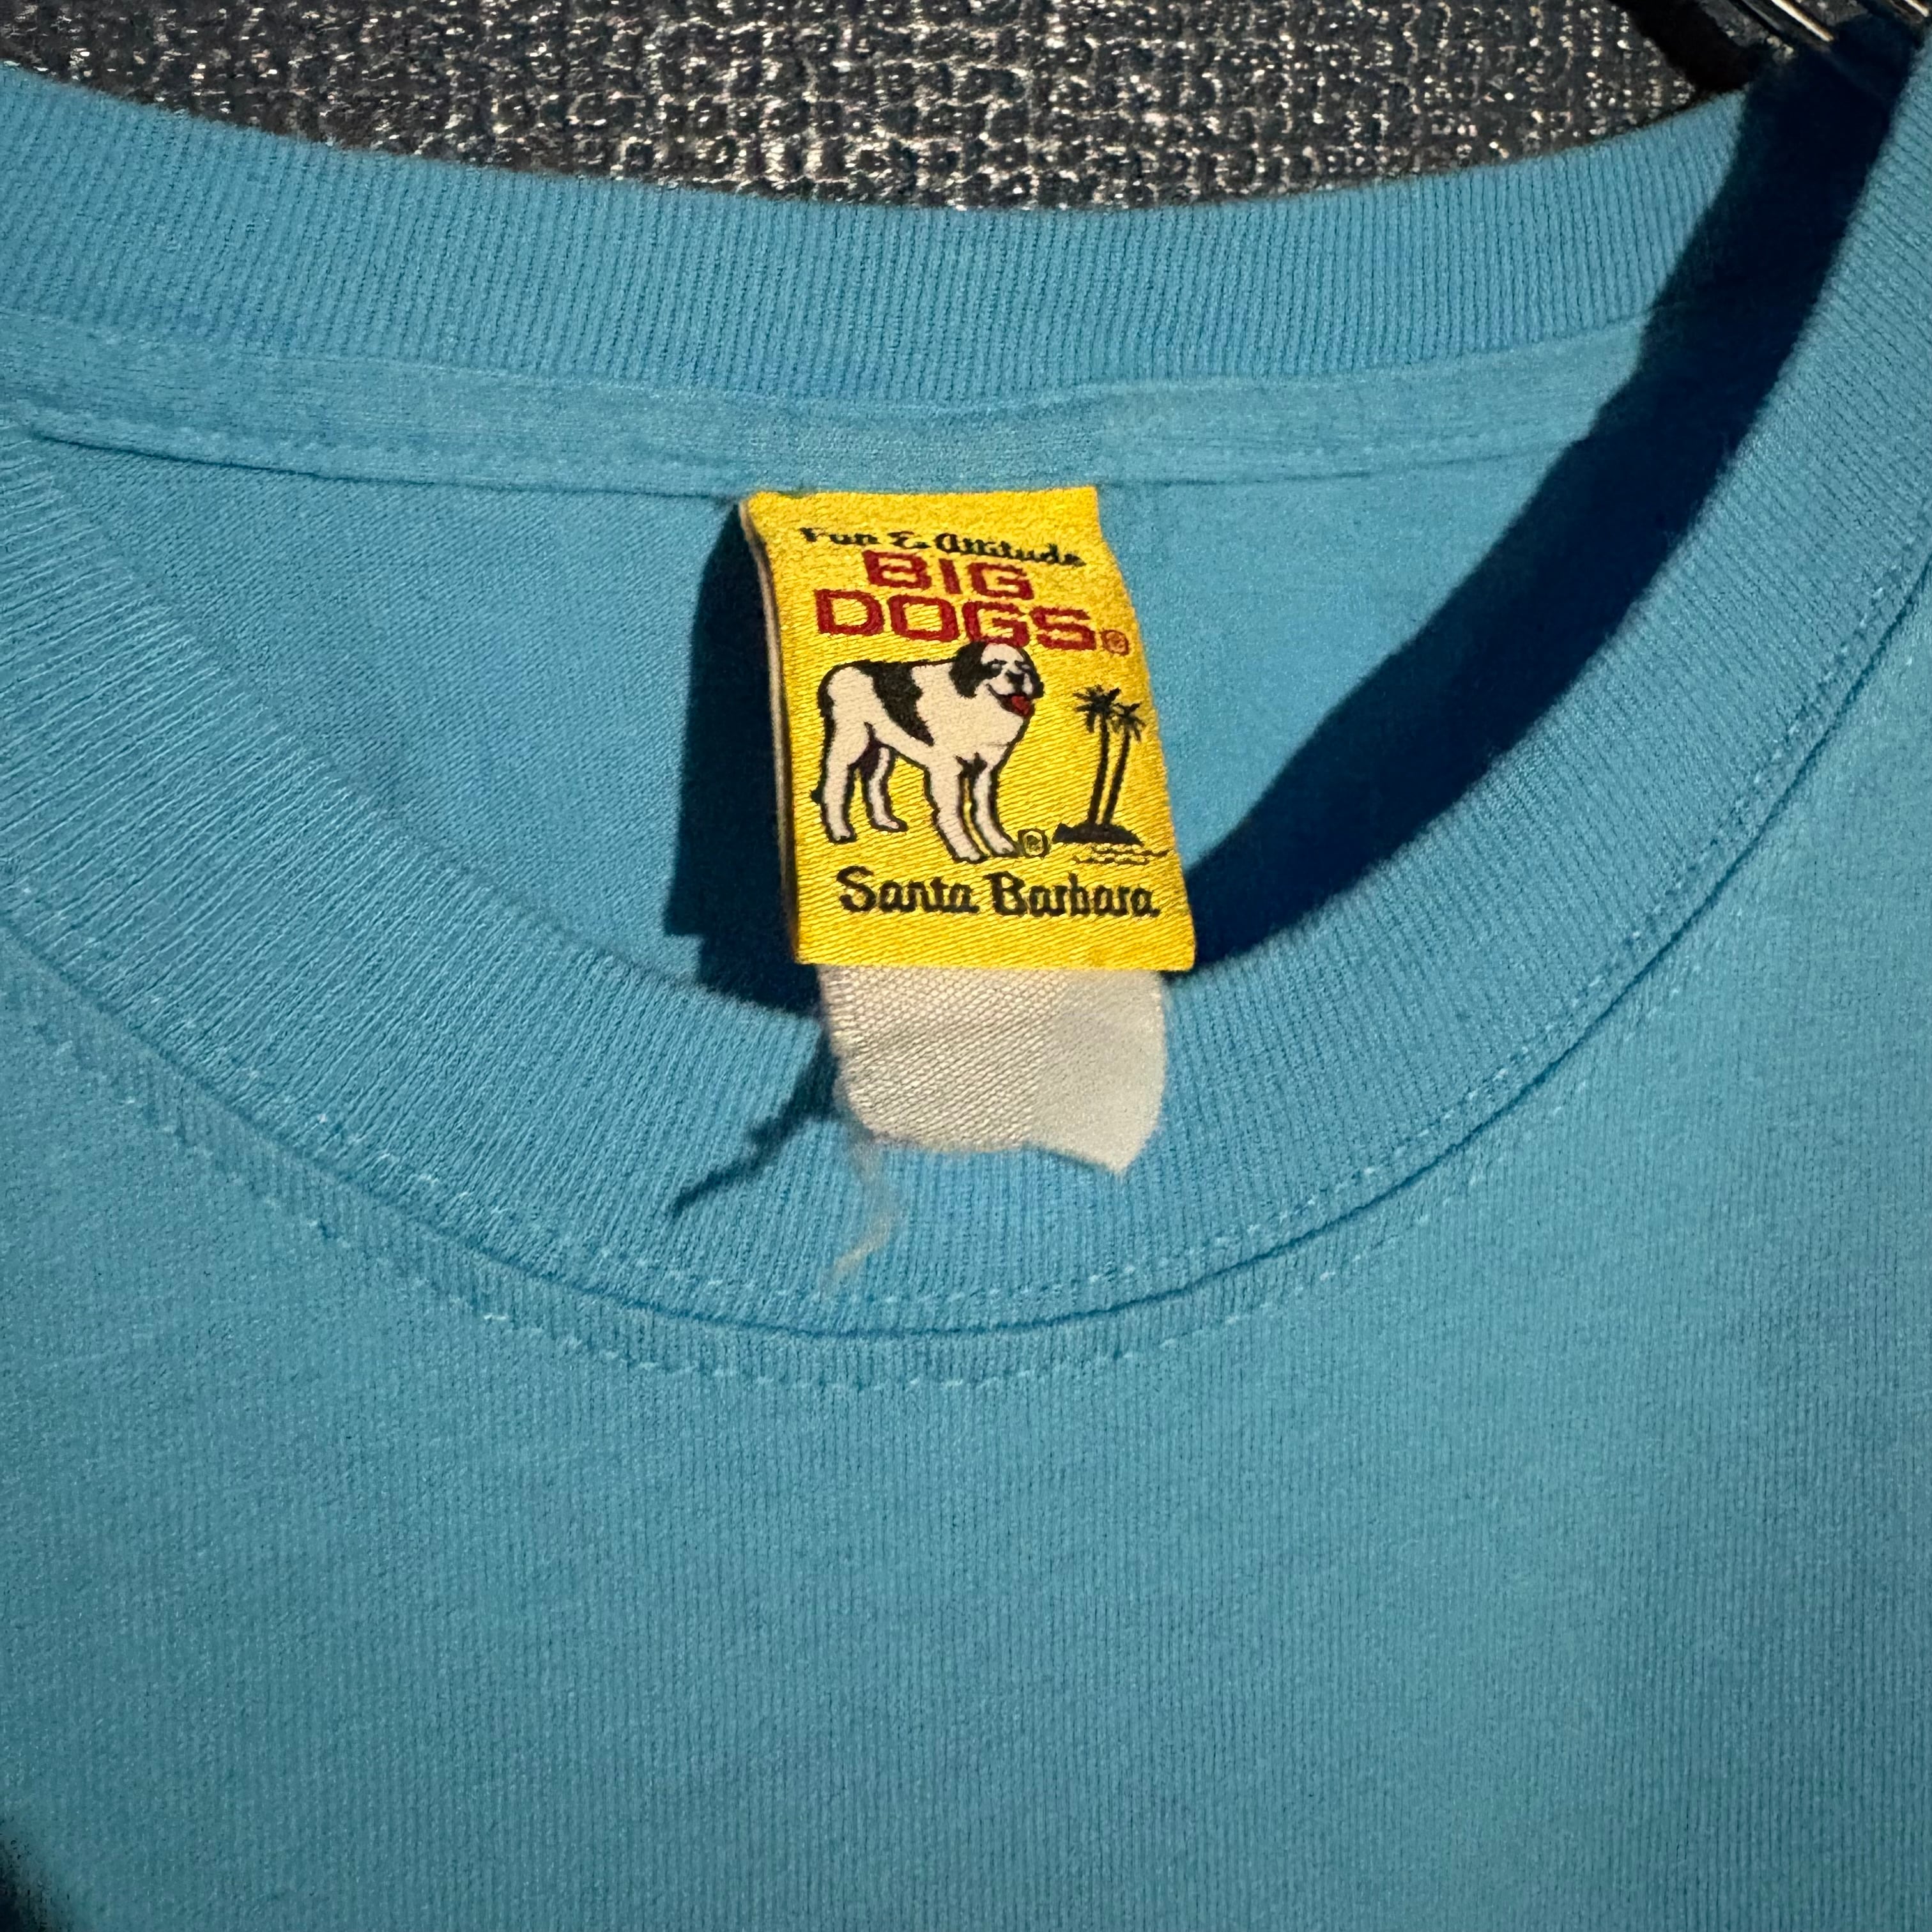 Fun & Attitude
BIG
DOGS®
®
Santa Barbara